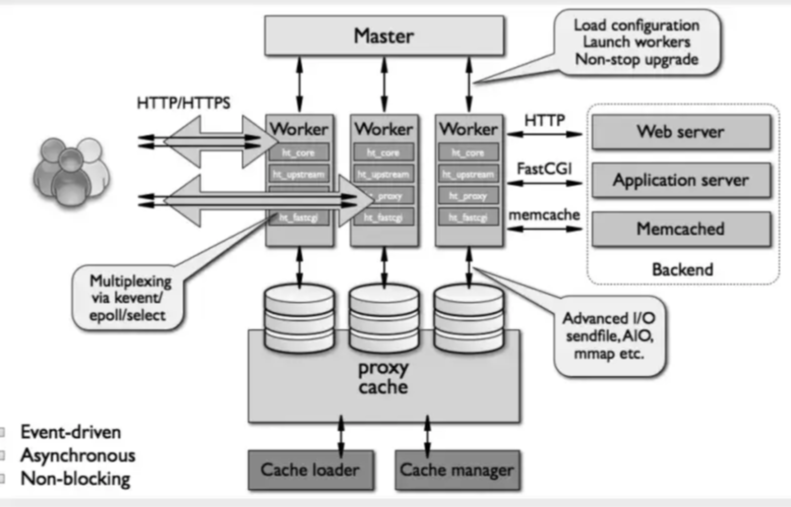 Master
Load configuration
Launch workers
Non-stop upgrade
HTTP/HTTPS
Worker
ht_core
ht_upstream
ht_fastcgi
Worker
ht_core
ht_upstream
_proxy
ht_fastcgi
Worker
ht_core
ht_upstream
ht_proxy
ht_fastcgi
HTTP
FastCGI
memcache
Web server
Application server
Memcached
Backend
Multiplexing
via kevent/
epoll/select
Advanced I/O
sendfile, AIO,
mmap etc.
proxy
cache
Cache loader
Cache manager
Event-driven
Asynchronous
Non-blocking